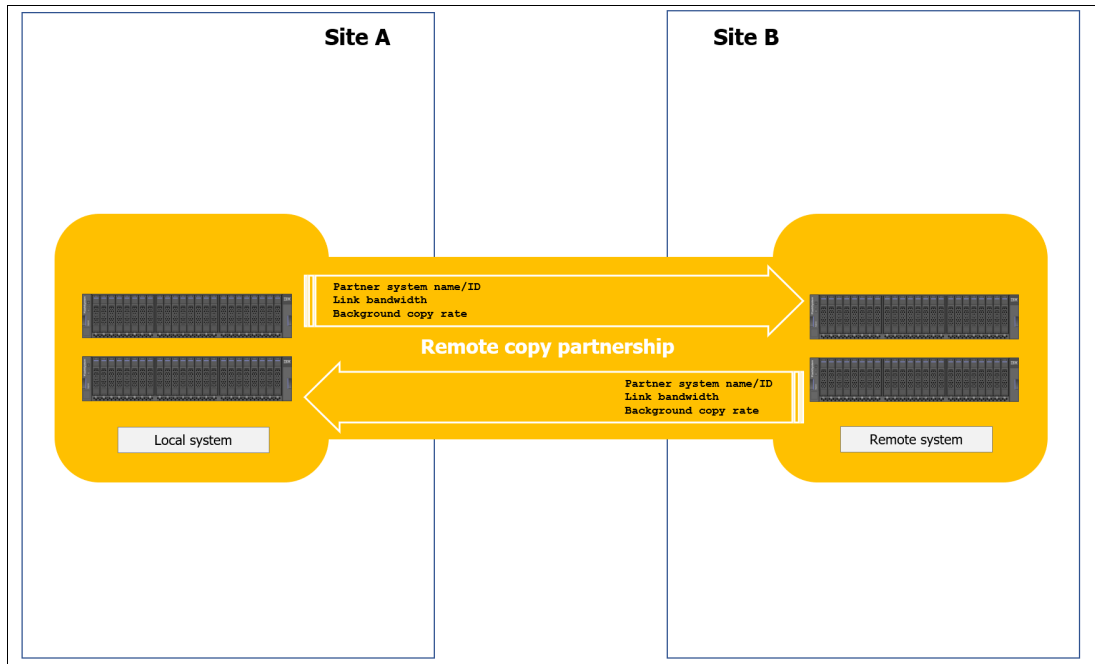 Site A
Site B
Partner system name/ID
Link bandwidth
Background copy rate
Remote copy partnership
Partner system name/ID
Link bandwidth
Background copy rate
Local system
Remote system